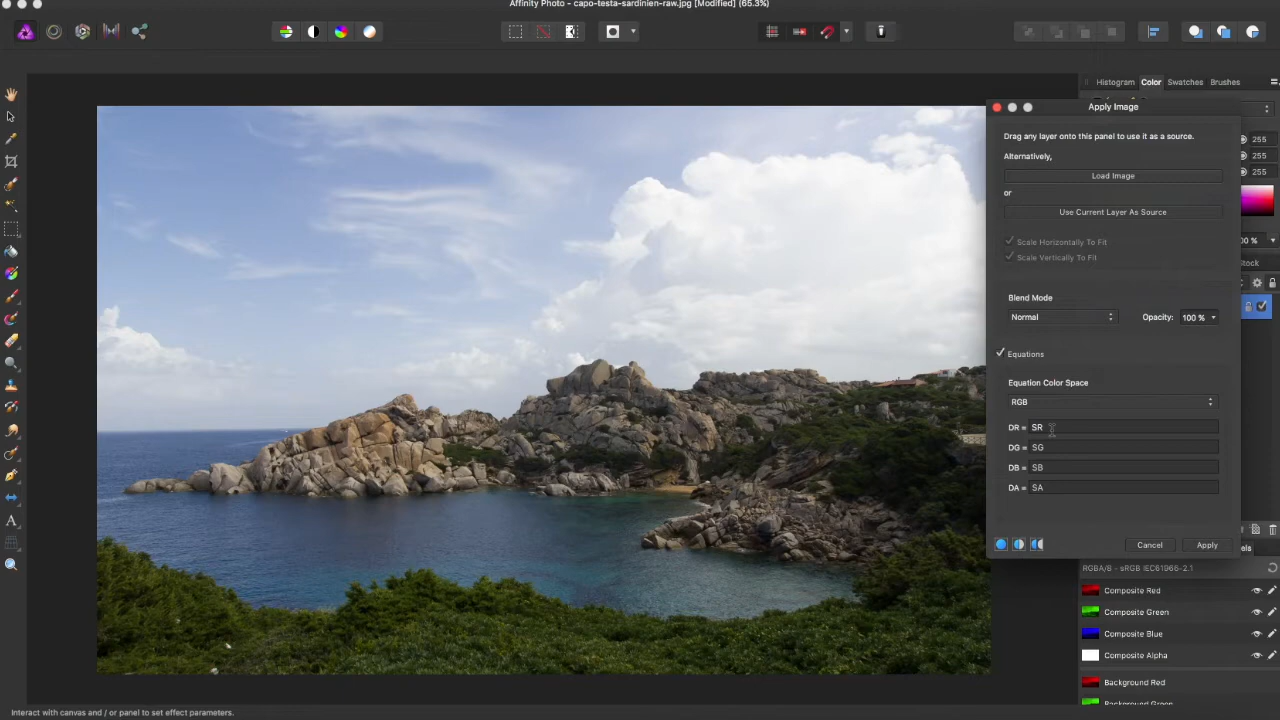 Affinity Photo - capo-testa-sardinien-raw.jpg [Modified] (65.3%)
Histogram Color Swatches Brushes
Apply Image
Drag any layer onto this panel to use it as a source.
255
Alternatively,
255
Load Image
255
or
Use Current Layer As Source
Scale Horizontally To Fit
00 %
Scale Vertically To Fit
Stock
Blend Mode
Normal
Opacity: 100 %
Equations
Equation Color Space
RGB
DR = SR
DG = SG
DB = SB
DA = SA
Cancel
Apply
RGBA/8 - sRGB IEC61966-2.1
Composite Red
Composite Green
Composite Blue
Composite Alpha
Background Red
Background Green
Interact with canvas and / or panel to set effect parameters.